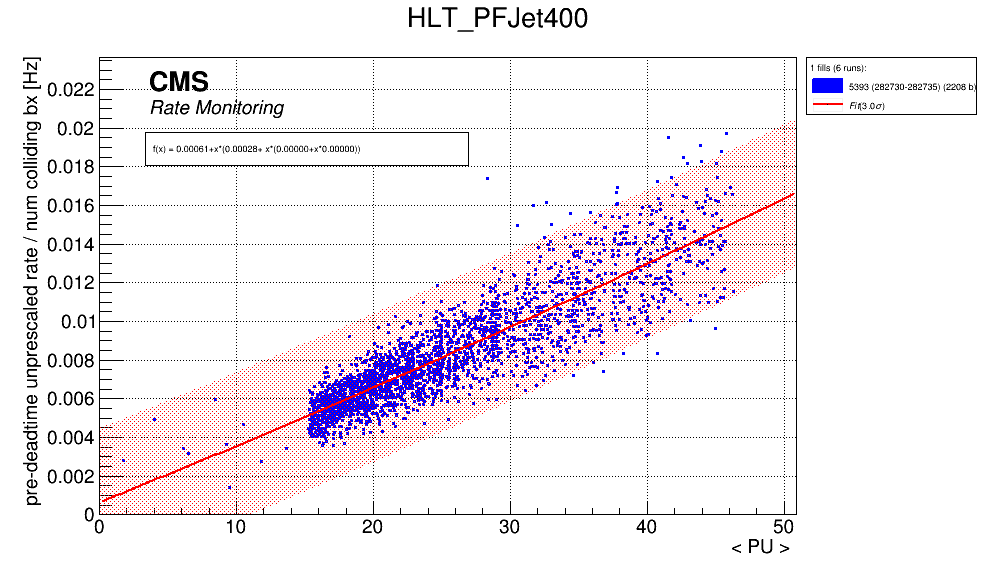 HLT_PFJet400
pre-deadtime unprescaled rate / num colliding bx [Hz]
CMS
Rate Monitoring
f(x) = 0.00061+x*(0.00028+ x*(0.00000+x*0.00000))
0.022
0.02
0.018
0.016
0.014
0.012
0.01
0.008
0.006
0.004
0.002
0
0 10 20 30 40 50
< PU >
1 fills (6 runs):
5393 (282730-282735) (2208 b)
Fit(3.0σ)